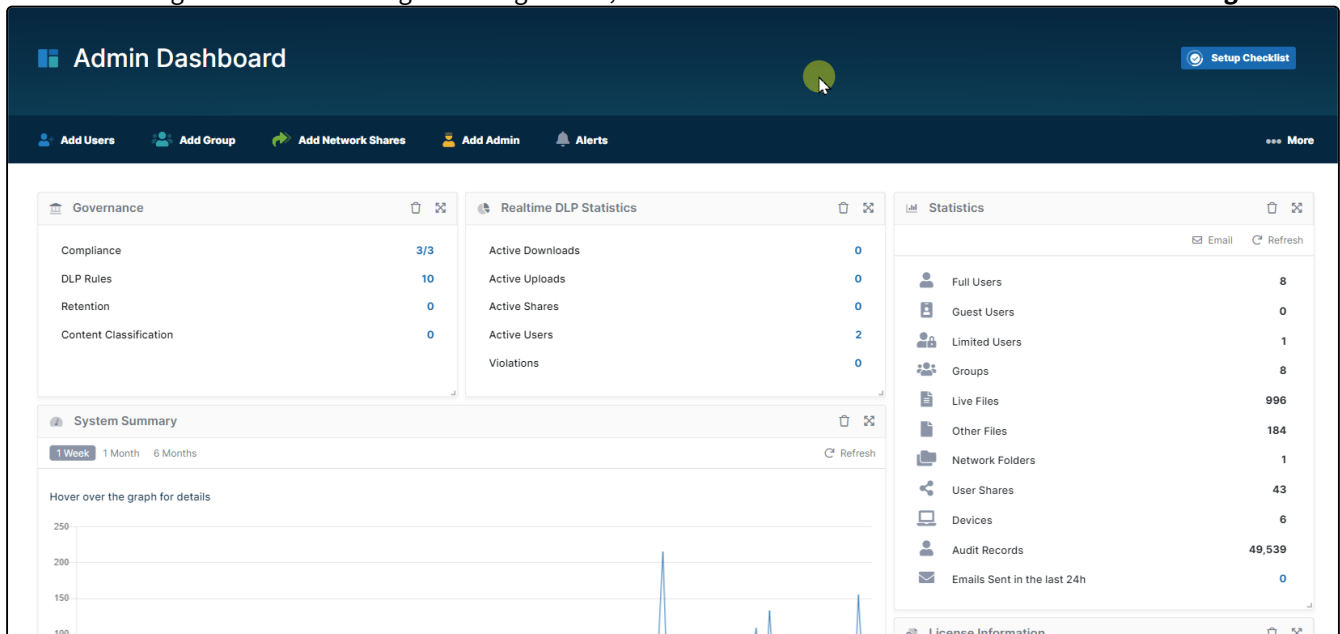 Admin Dashboard
Setup Checklist
Add Users
Add Group
Add Network Shares
Add Admin
Alerts
More
Governance
Compliance 3/3
DLP Rules 10
Retention 0
Content Classification 0
Realtime DLP Statistics
Active Downloads 0
Active Uploads 0
Active Shares 0
Active Users 2
Violations 0
Statistics
Email Refresh
Full Users 8
Guest Users 0
Limited Users 1
Groups 8
Live Files 996
Other Files 184
Network Folders 1
User Shares 43
Devices 6
Audit Records 49,539
Emails Sent in the last 24h 0
System Summary
1 Week 1 Month 6 Months Refresh
Hover over the graph for details
250
200
150
100
License Information